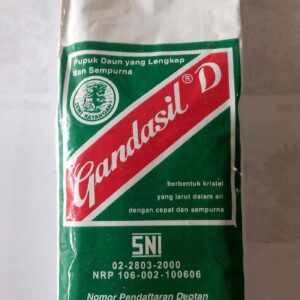 Pupuk Daun yang Lengkap
dan Sempurna
Gandasil® D
berbentuk kristal
yang larut dalam air
dengan cepat dan sempurna
SNI
02-2803-2000
NRP 106-002-100606
Nomor Pendaftaran Deptan